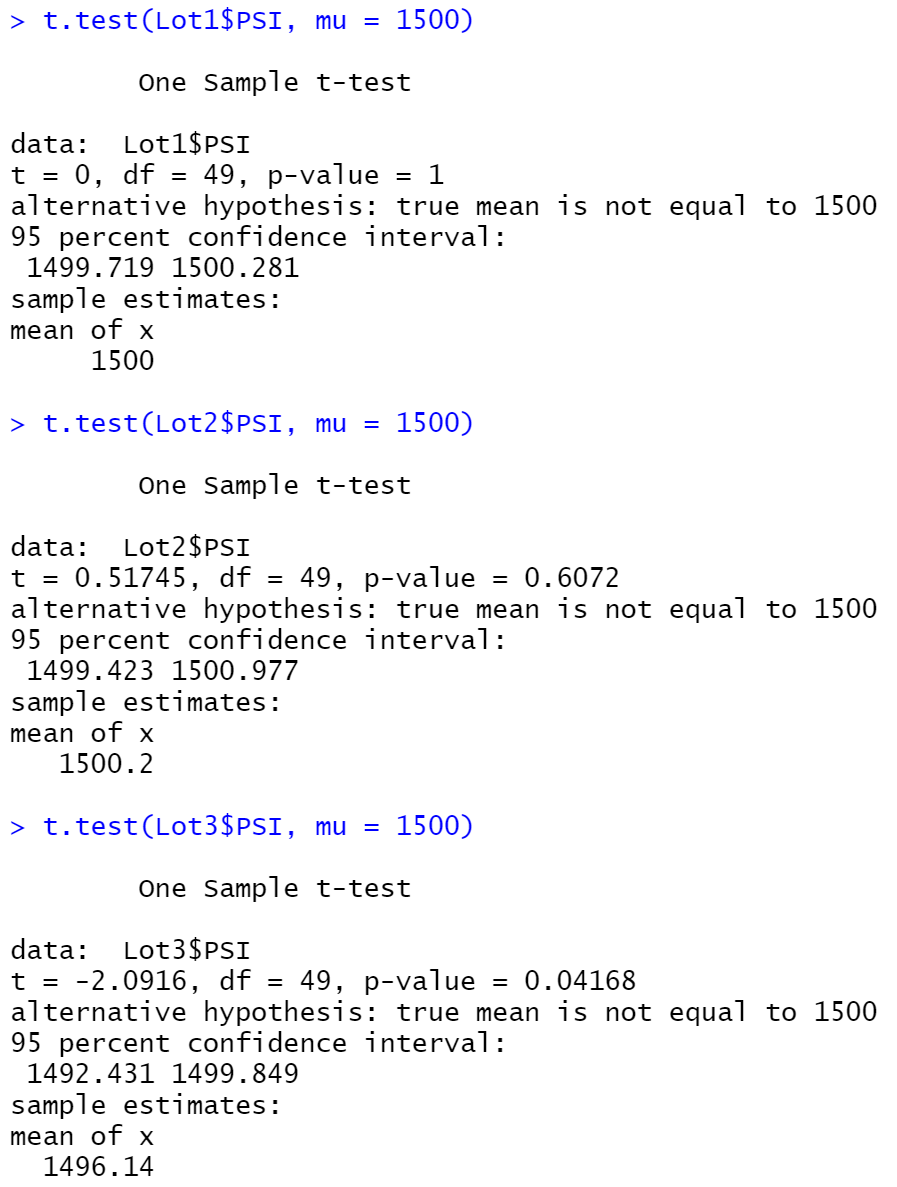 > t.test(Lot1$PSI, mu = 1500)
One Sample t-test
data:  Lot1$PSI
t = 0, df = 49, p-value = 1
alternative hypothesis: true mean is not equal to 1500
95 percent confidence interval:
1499.719 1500.281
sample estimates:
mean of x
1500
> t.test(Lot2$PSI, mu = 1500)
One Sample t-test
data:  Lot2$PSI
t = 0.51745, df = 49, p-value = 0.6072
alternative hypothesis: true mean is not equal to 1500
95 percent confidence interval:
1499.423 1500.977
sample estimates:
mean of x
1500.2
> t.test(Lot3$PSI, mu = 1500)
One Sample t-test
data:  Lot3$PSI
t = -2.0916, df = 49, p-value = 0.04168
alternative hypothesis: true mean is not equal to 1500
95 percent confidence interval:
1492.431 1499.849
sample estimates:
mean of x
1496.14